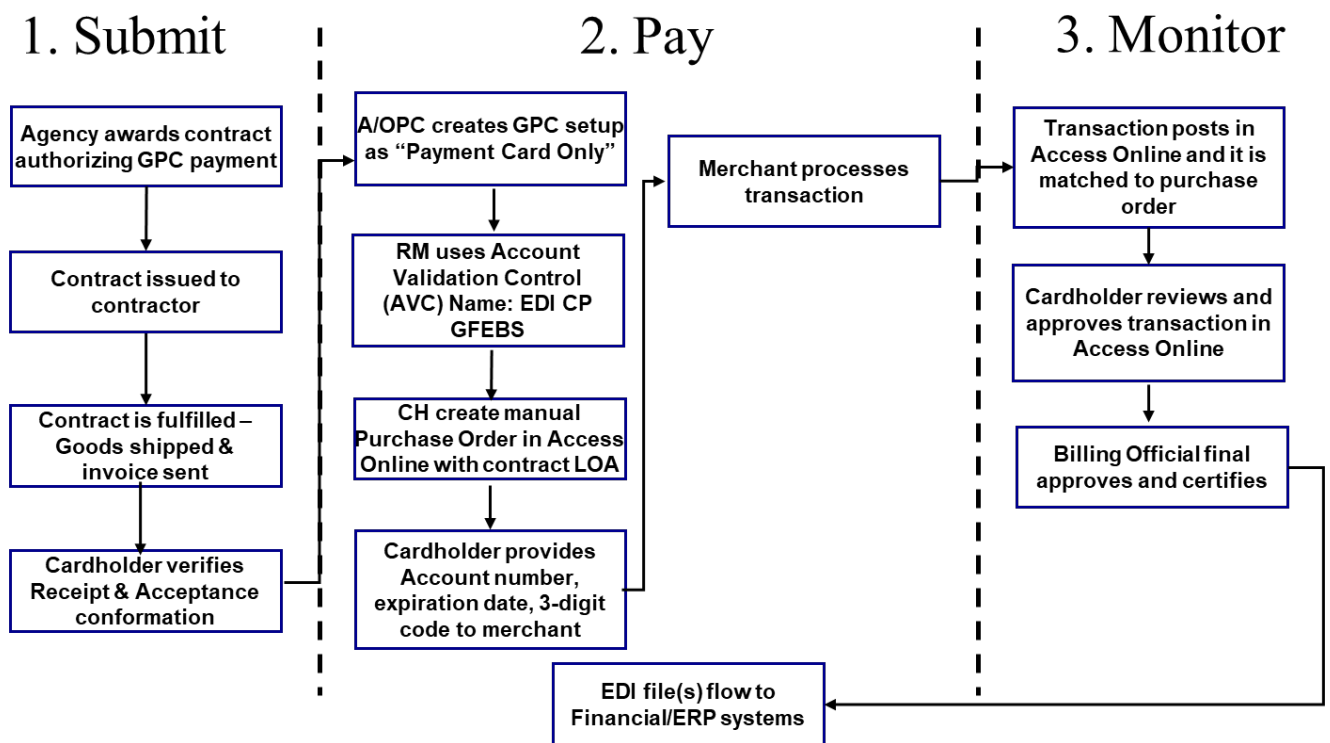 1. Submit
2. Pay
3. Monitor
Agency awards contract
authorizing GPC payment
Contract issued to
contractor
Contract is fulfilled –
Goods shipped &
invoice sent
Cardholder verifies
Receipt & Acceptance
conformation
A/OPC creates GPC setup
as “Payment Card Only”
RM uses Account
Validation Control
(AVC) Name: EDI CP
GFEBS
CH create manual
Purchase Order in Access
Online with contract LOA
Cardholder provides
Account number,
expiration date, 3-digit
code to merchant
Merchant processes
transaction
Transaction posts in
Access Online and it is
matched to purchase
order
Cardholder reviews and
approves transaction in
Access Online
Billing Official final
approves and certifies
EDI file(s) flow to
Financial/ERP systems